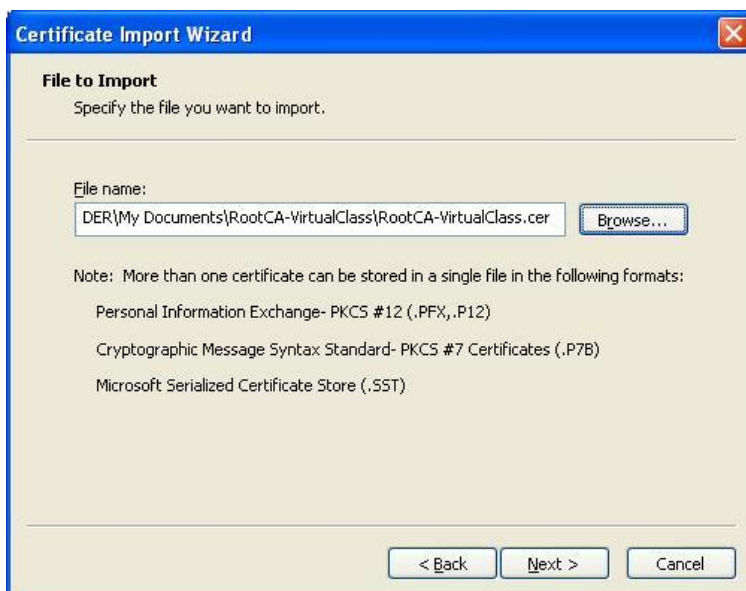 Certificate Import Wizard
File to Import
Specify the file you want to import.
File name:
DER\My Documents\RootCA-VirtualClass\RootCA-VirtualClass.cer
Browse...
Note: More than one certificate can be stored in a single file in the following formats:
Personal Information Exchange- PKCS #12 (.PFX,.P12)
Cryptographic Message Syntax Standard- PKCS #7 Certificates (.P7B)
Microsoft Serialized Certificate Store (.SST)
< Back
Next >
Cancel